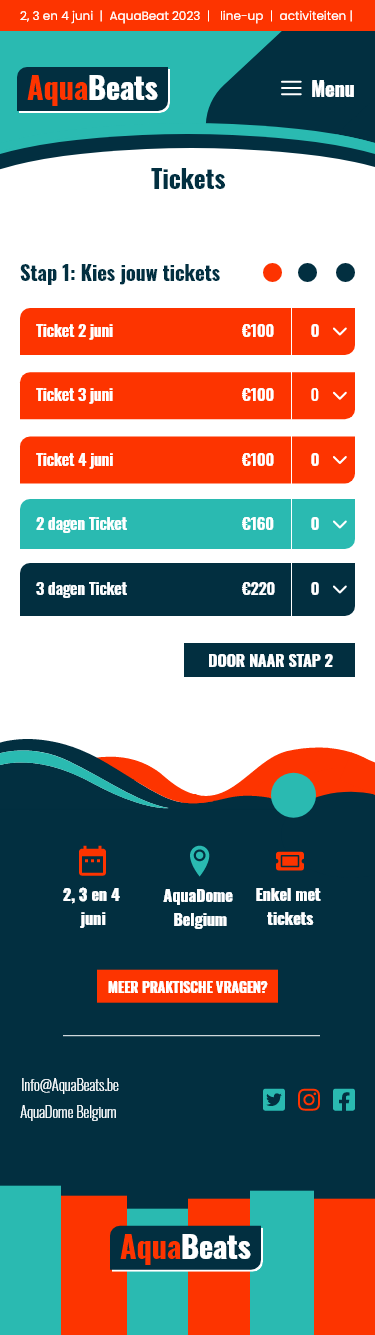 2, 3 en 4 juni | AquaBeat 2023 | line-up | activiteiten |
AquaBeats
Menu
Tickets
Stap 1: Kies jouw tickets
Ticket 2 juni €100 0
Ticket 3 juni €100 0
Ticket 4 juni €100 0
2 dagen Ticket €160 0
3 dagen Ticket €220 0
DOOR NAAR STAP 2
2, 3 en 4
juni
AquaDome
Belgium
Enkel met
tickets
MEER PRAKTISCHE VRAGEN?
Info@AquaBeats.be
AquaDome Belgium
AquaBeats